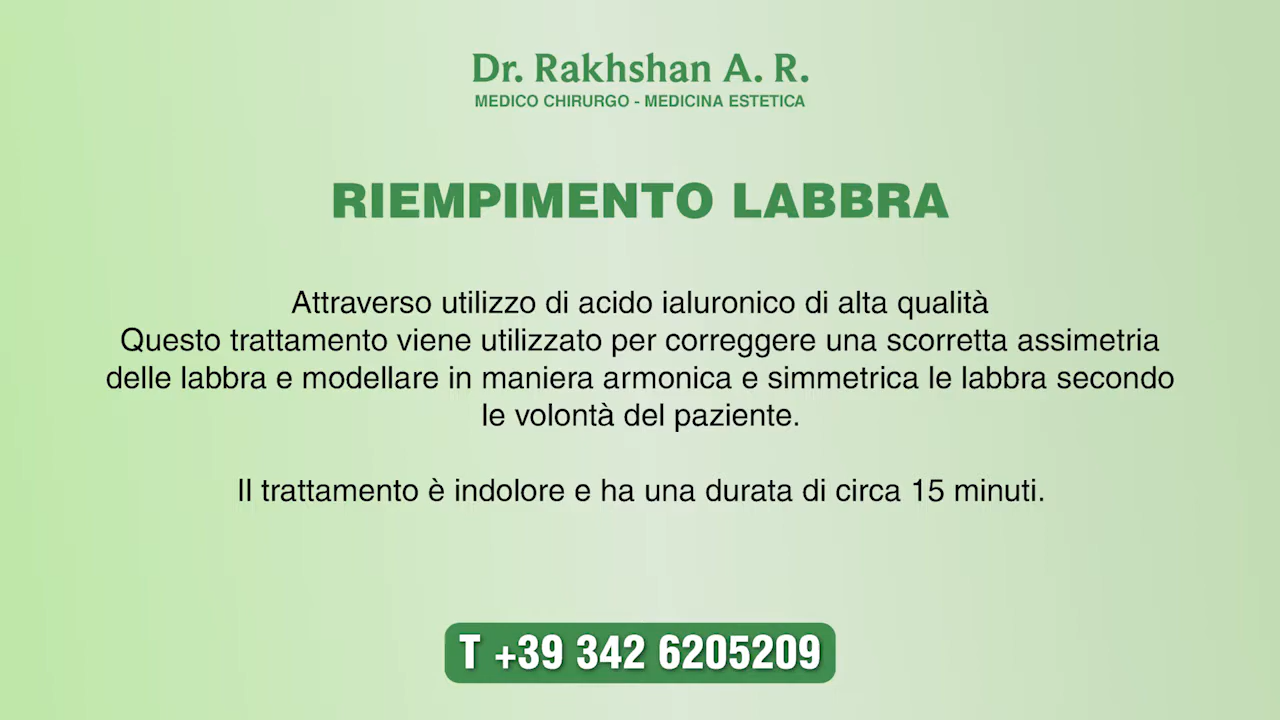 Dr. Rakhshan A. R.
MEDICO CHIRURGO - MEDICINA ESTETICA
RIEMPIMENTO LABBRA
Attraverso utilizzo di acido ialuronico di alta qualità
Questo trattamento viene utilizzato per correggere una scorretta assimetria
delle labbra e modellare in maniera armonica e simmetrica le labbra secondo
le volontà del paziente.
Il trattamento è indolore e ha una durata di circa 15 minuti.
T +39 342 6205209